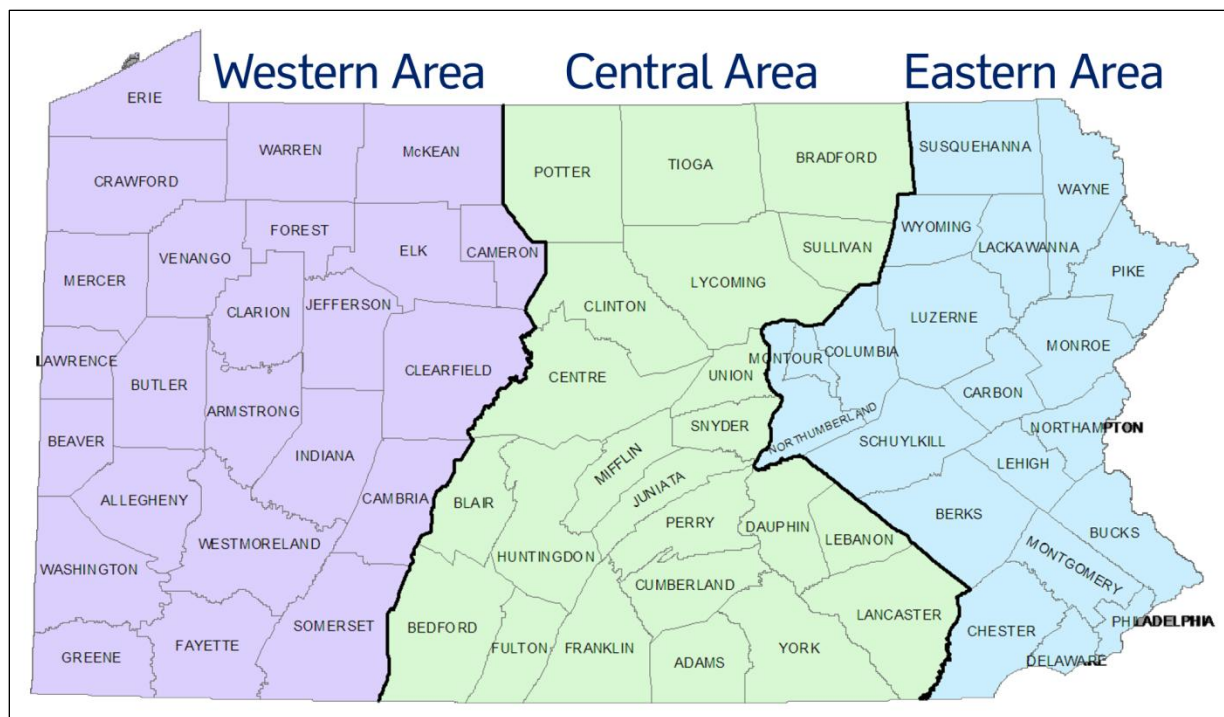 Western Area
Central Area
Eastern Area
ERIE
CRAWFORD
WARREN
McKEAN
MERCER
VENANGO
FOREST
ELK
CAMERON
LAWRENCE
BUTLER
CLARION
JEFFERSON
CLEARFIELD
BEAVER
ARMSTRONG
INDIANA
ALLEGHENY
CAMBRIA
WASHINGTON
WESTMORELAND
GREENE
FAYETTE
SOMERSET
POTTER
TIOGA
BRADFORD
SULLIVAN
CLINTON
LYCOMING
CENTRE
UNION
SNYDER
MIFFLIN
JUNIATA
BLAIR
HUNTINGDON
PERRY
DAUPHIN
LEBANON
CUMBERLAND
LANCASTER
BEDFORD
FULTON
FRANKLIN
ADAMS
YORK
SUSQUEHANNA
WAYNE
WYOMING
LACKAWANNA
PIKE
LUZERNE
MONROE
MONTOUR
COLUMBIA
CARBON
NORTHUMBERLAND
SCHUYLKILL
NORTHAMPTON
LEHIGH
BERKS
BUCKS
MONTGOMERY
CHESTER
PHILADELPHIA
DELAWARE